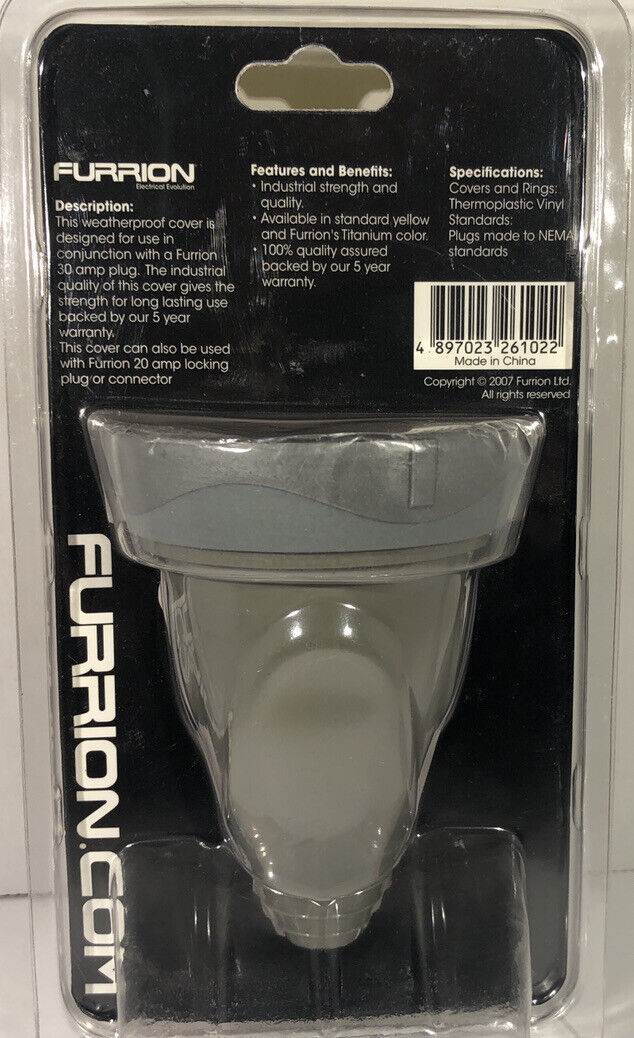 FURRION
Electrical Evolution
Description:
This weatherproof cover is
designed for use in
conjunction with a Furrion
30 amp plug. The industrial
quality of this cover gives the
strength for long lasting use
backed by our 5 year
warranty.
This cover can also be used
with Furrion 20 amp locking
plug or connector
Features and Benefits:
• Industrial strength and
quality.
• Available in standard yellow
and Furrion's Titanium color.
• 100% quality assured
backed by our 5 year
warranty.
Specifications:
Covers and Rings:
Thermoplastic Vinyl
Standards:
Plugs made to NEMA
standards
4 897023 261022
Made in China
Copyright © 2007 Furrion Ltd.
All rights reserved
FURRION.COM